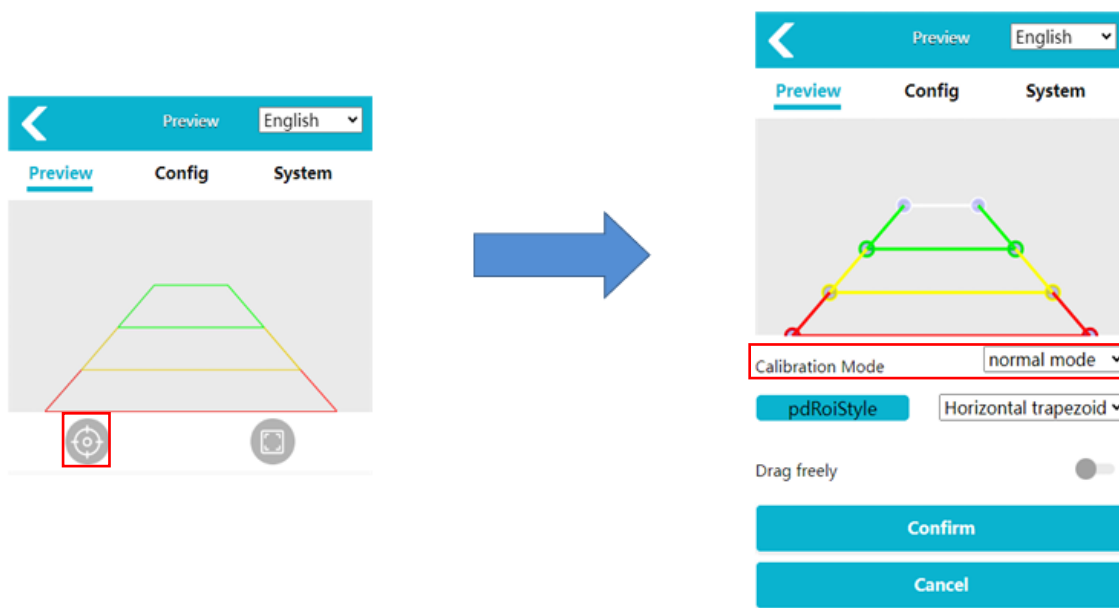 Preview English
Preview Config System
Preview English
Preview Config System
Calibration Mode normal mode
pdRoiStyle Horizontal trapezoid
Drag freely
Confirm
Cancel